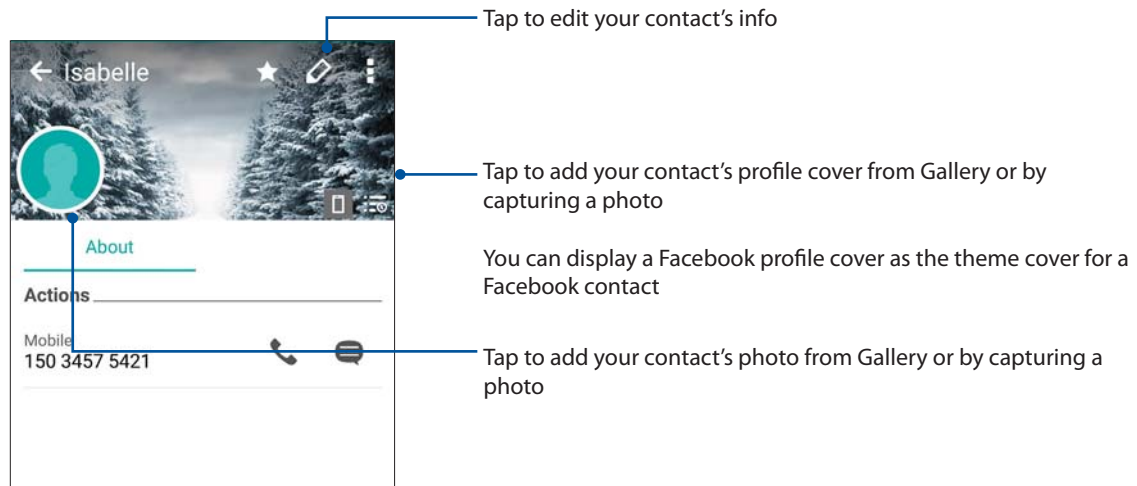 Tap to edit your contact’s info
Isabelle
Tap to add your contact’s profile cover from Gallery or by
capturing a photo
You can display a Facebook profile cover as the theme cover for a
Facebook contact
About
Actions
Mobile
150 3457 5421
Tap to add your contact’s photo from Gallery or by capturing a
photo